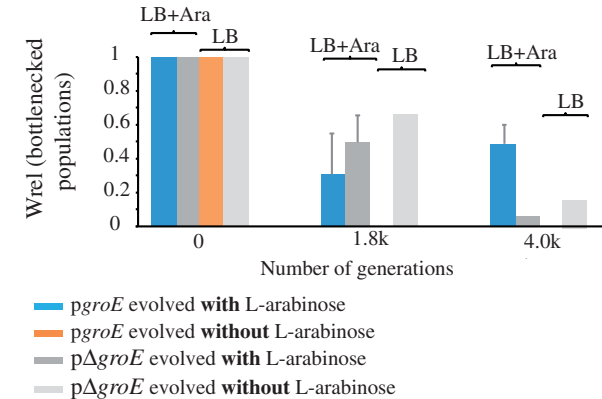 LB+Ara
LB
LB+Ara
LB
LB+Ara
LB
Wrel (bottlenecked
populations)
1
0.8
0.6
0.4
0.2
0
0
1.8k
4.0k
Number of generations
pgroE evolved with L-arabinose
pgroE evolved without L-arabinose
pΔgroE evolved with L-arabinose
pΔgroE evolved without L-arabinose